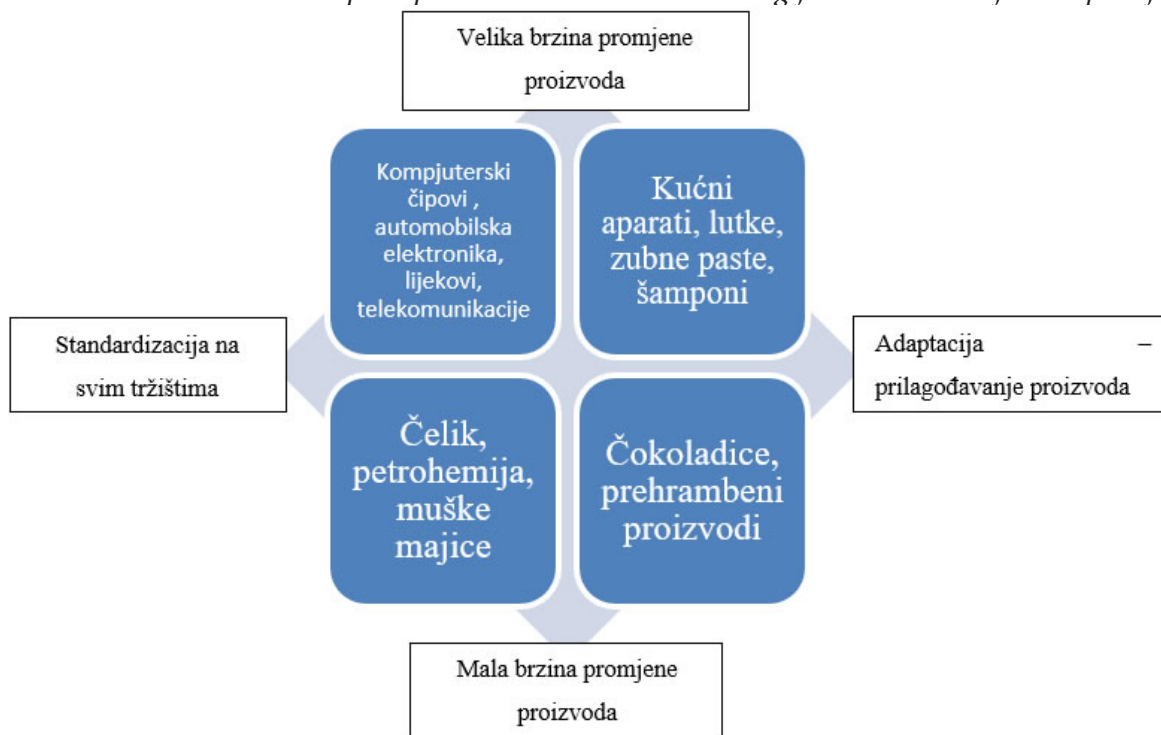 Velika brzina promjene
proizvoda
Kompjuterski
čipovi ,
automobilska
elektronika,
lijekovi,
telekomunikacije
Kućni
aparati, lutke,
zubne paste,
šamponi
Standardizacija na
svim tržištima
Adaptacija –
prilagođavanje proizvoda
Čelik,
petrohemija,
muške
majice
Čokoladice,
prehrambeni
proizvodi
Mala brzina promjene
proizvoda